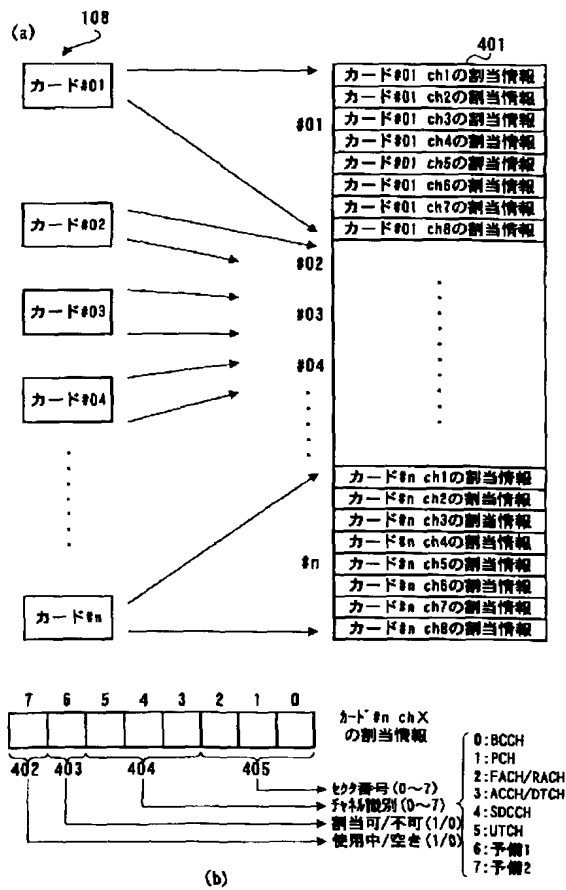 (a)
108
401
カード#01
カード#02
カード#03
カード#04
カード#n
#01
#02
#03
#04
#n
カード#01 ch1の割当情報
カード#01 ch2の割当情報
カード#01 ch3の割当情報
カード#01 ch4の割当情報
カード#01 ch5の割当情報
カード#01 ch6の割当情報
カード#01 ch7の割当情報
カード#01 ch8の割当情報
カード#n ch1の割当情報
カード#n ch2の割当情報
カード#n ch3の割当情報
カード#n ch4の割当情報
カード#n ch5の割当情報
カード#n ch6の割当情報
カード#n ch7の割当情報
カード#n ch8の割当情報
7 6 5 4 3 2 1 0
カード#n chX
の割当情報
402 403 404 405
セクタ番号(0~7)
チャネル識別(0~7)
割当可/不可(1/0)
使用中/空き(1/0)
0:BCCH
1:PCH
2:FACH/RACH
3:ACCH/DTCH
4:SDCCH
5:UTCH
6:予備1
7:予備2
(b)